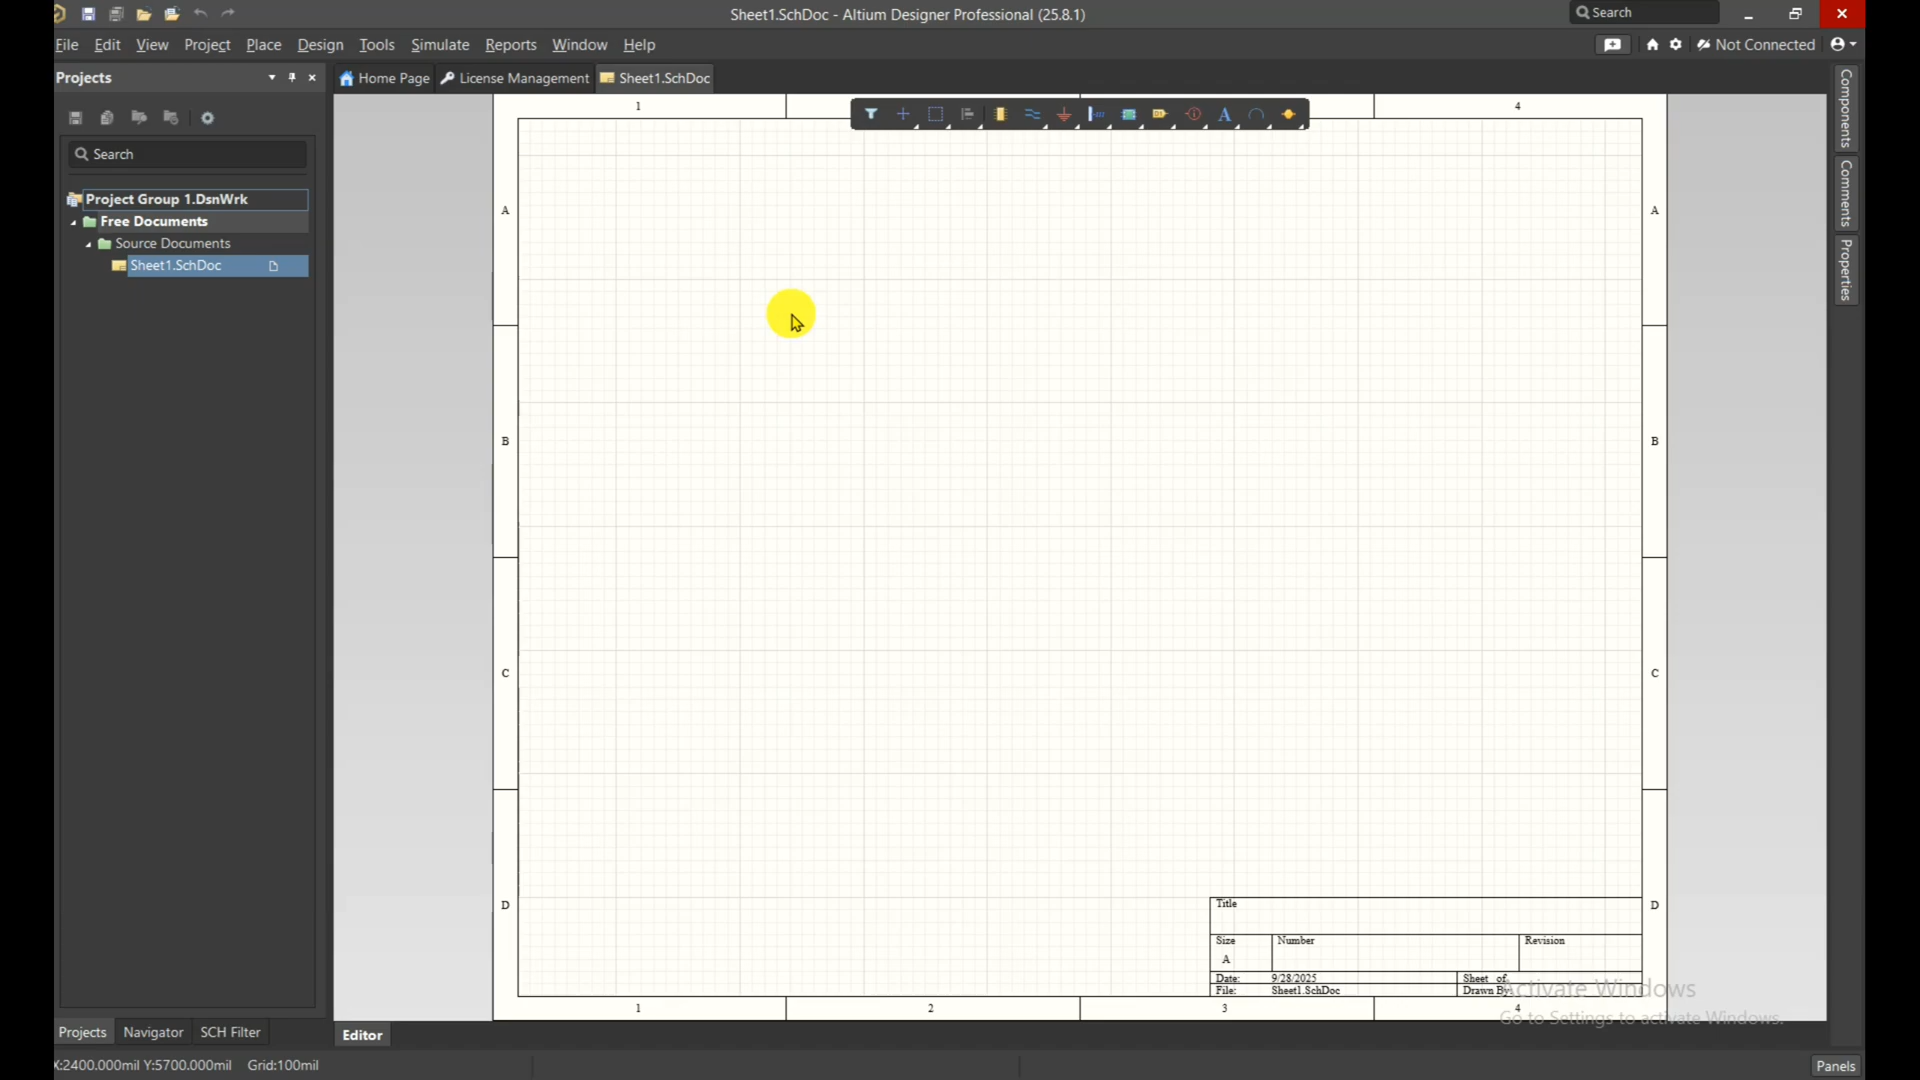 Sheet1.SchDoc - Altium Designer Professional (25.8.1)
Search
File Edit View Project Place Design Tools Simulate Reports Window Help
Not Connected
Projects
Home Page
License Management
Sheet1.SchDoc
Search
Project Group 1.DsnWrk
Free Documents
Source Documents
Sheet1.SchDoc
1 4
A A
B B
C C
D D
Title
Size Number Revision
A
Date: 9/28/2025 Sheet of
File: Sheet1.SchDoc Drawn By:
1 2 3 4
Activate Windows
Go to Settings to activate Windows.
Components
Comments
Properties
Projects Navigator SCH Filter
Editor
X:2400.000mil Y:5700.000mil Grid:100mil
Panels